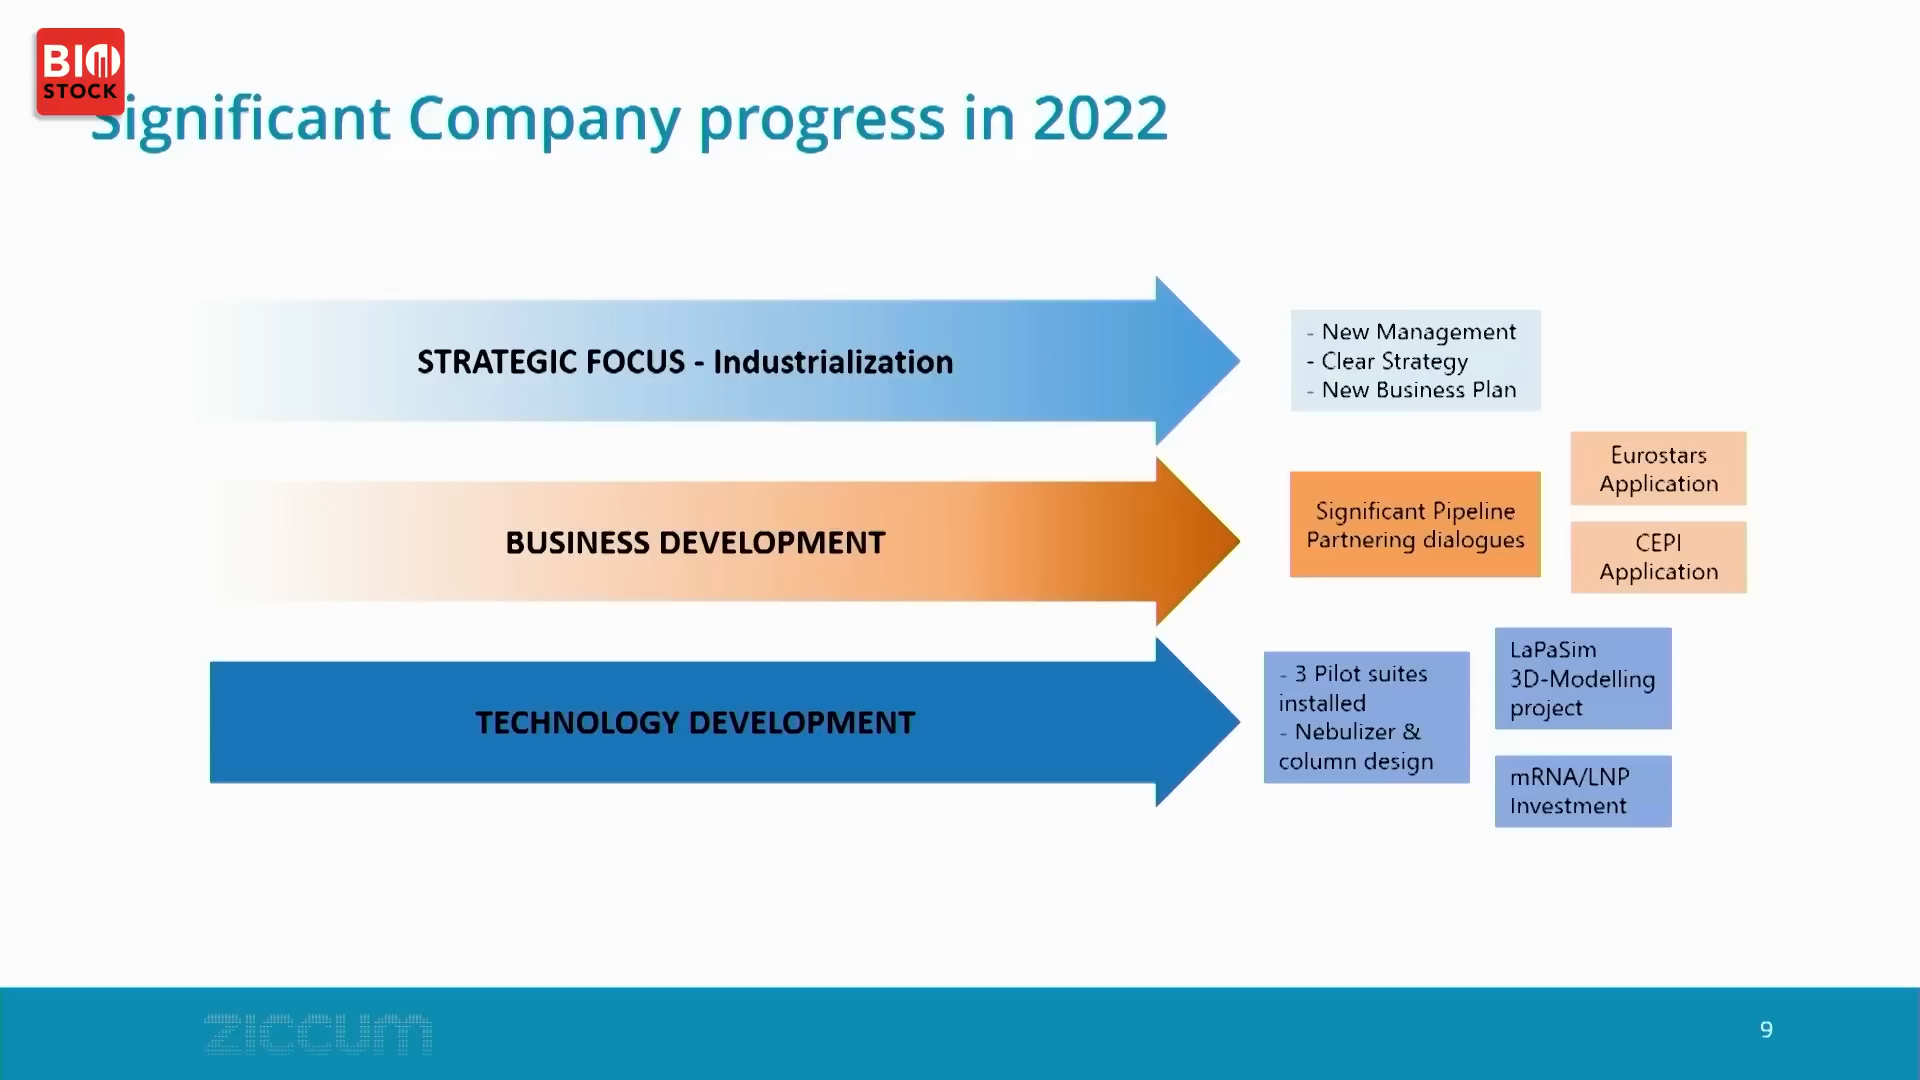 BIO
STOCK
Significant Company progress in 2022
STRATEGIC FOCUS - Industrialization
- New Management
- Clear Strategy
- New Business Plan
BUSINESS DEVELOPMENT
Significant Pipeline
Partnering dialogues
Eurostars
Application
CEPI
Application
TECHNOLOGY DEVELOPMENT
- 3 Pilot suites
installed
- Nebulizer &
column design
LaPaSim
3D-Modelling
project
mRNA/LNP
Investment
ziccum
9